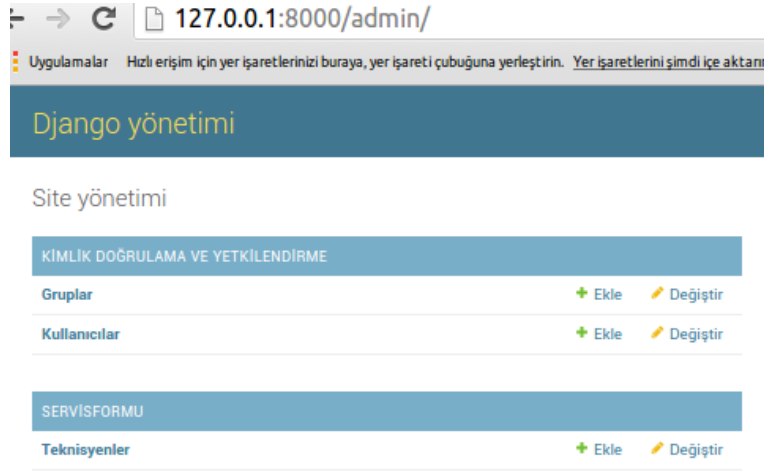 127.0.0.1:8000/admin/
Uygulamalar Hızlı erişim için yer işaretlerinizi buraya, yer işareti çubuğuna yerleştirin. Yer işaretlerini şimdi içe aktarın
Django yönetimi
Site yönetimi
KİMLİK DOĞRULAMA VE YETKİLENDİRME
Gruplar Ekle Değiştir
Kullanıcılar Ekle Değiştir
SERVİSFORMU
Teknisyenler Ekle Değiştir